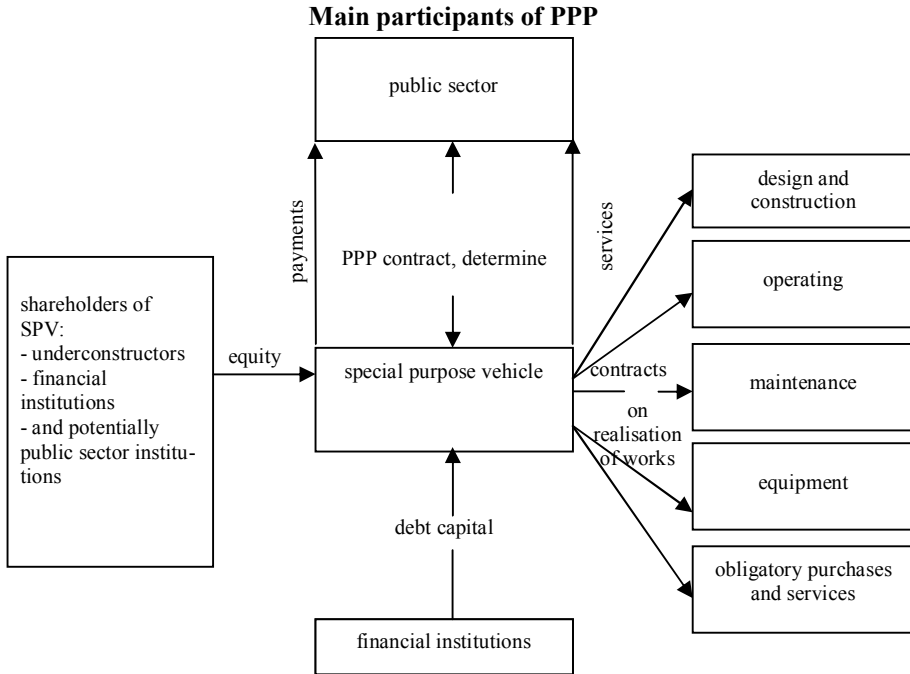 Main participants of PPP
public sector
payments
PPP contract, determine
services
shareholders of
SPV:
- underconstructors
- financial
institutions
- and potentially
public sector institu-
tions
equity
special purpose vehicle
contracts
on
realisation
of works
design and
construction
operating
maintenance
equipment
obligatory purchases
and services
debt capital
financial institutions